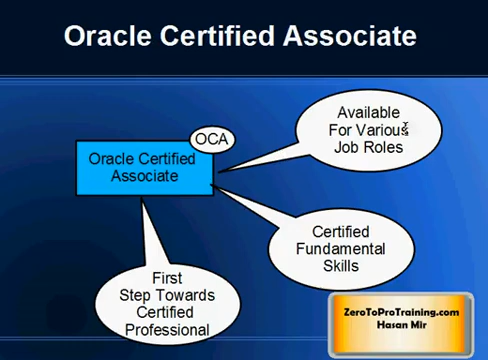 Oracle Certified Associate
OCA
Oracle Certified
Associate
Available
For Various
Job Roles
Certified
Fundamental
Skills
First
Step Towards
Certified
Professional
ZeroToProTraining.com
Hasan Mir